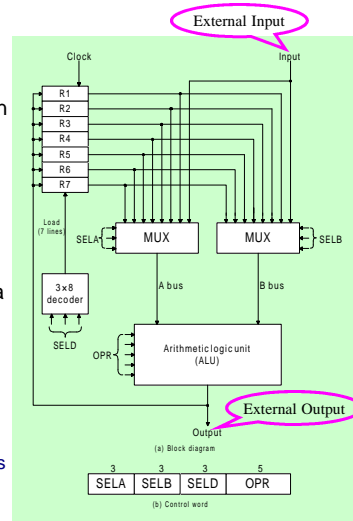 External Input
Clock
Input
R1
R2
R3
R4
R5
R6
R7
Load
(7 lines)
SELA
MUX
MUX
SELB
3 x 8
decoder
A bus
B bus
SELD
OPR
Arithmetic logic unit
(ALU)
External Output
Output
(a) Block diagram
3 3 3 5
SELA SELB SELD OPR
(b) Control word
n
a
s